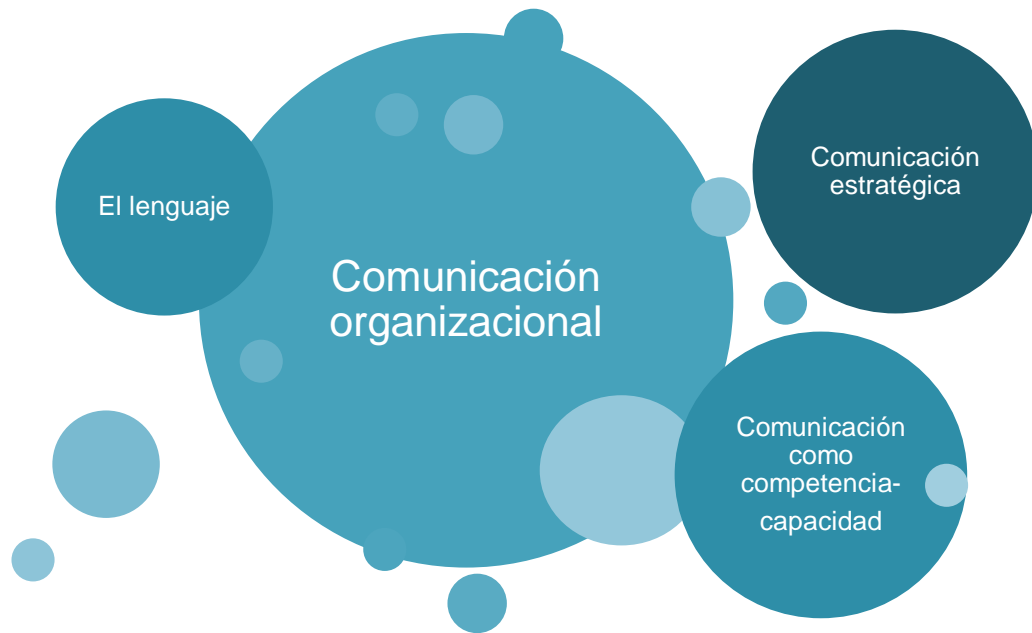 El lenguaje
Comunicación
organizacional
Comunicación
estratégica
Comunicación
como
competencia-
capacidad